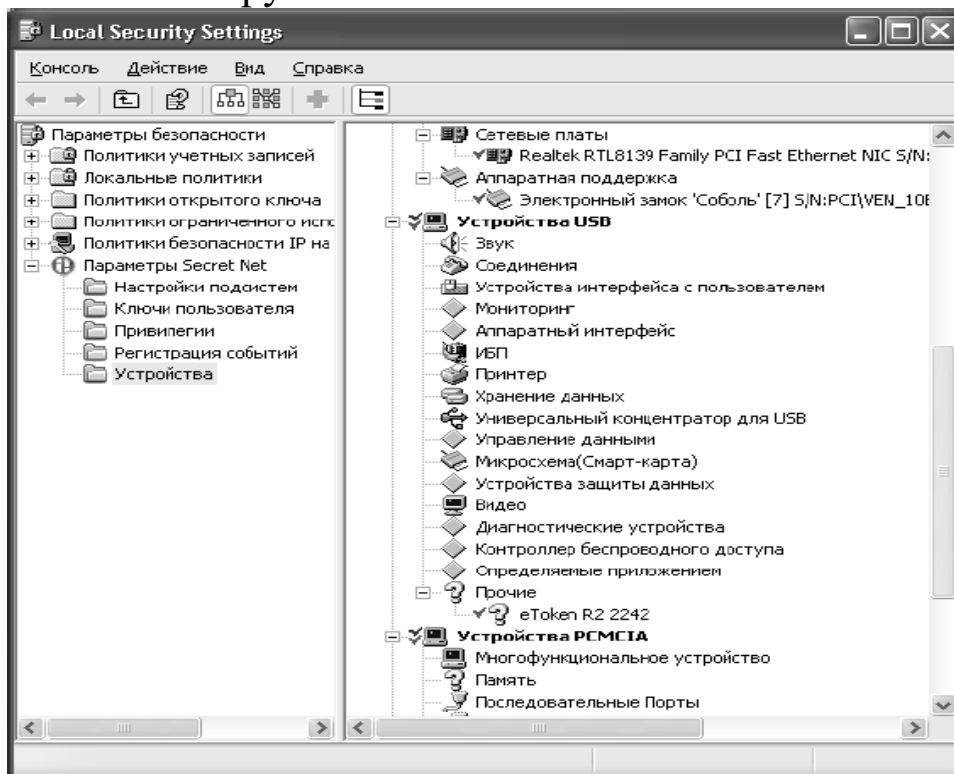 Local Security Settings
Консоль Действие Вид Справка
Параметры безопасности
Политики учетных записей
Локальные политики
Политики открытого ключа
Политики ограниченного испс
Политики безопасности IP на
Параметры Secret Net
Настройки подсистем
Ключи пользователя
Привилегии
Регистрация событий
Устройства
Сетевые платы
Realtek RTL8139 Family PCI Fast Ethernet NIC S/N:
Аппаратная поддержка
Электронный замок 'Соболь' [7] S/N:PCI\VEN_10E
Устройства USB
Звук
Соединения
Устройства интерфейса с пользователем
Мониторинг
Аппаратный интерфейс
ИБП
Принтер
Хранение данных
Универсальный концентратор для USB
Управление данными
Микросхема(Смарт-карта)
Устройства защиты данных
Видео
Диагностические устройства
Контроллер беспроводного доступа
Определяемые приложением
Прочие
eToken R2 2242
Устройства PCMCIA
Многофункциональное устройство
Память
Последовательные Порты